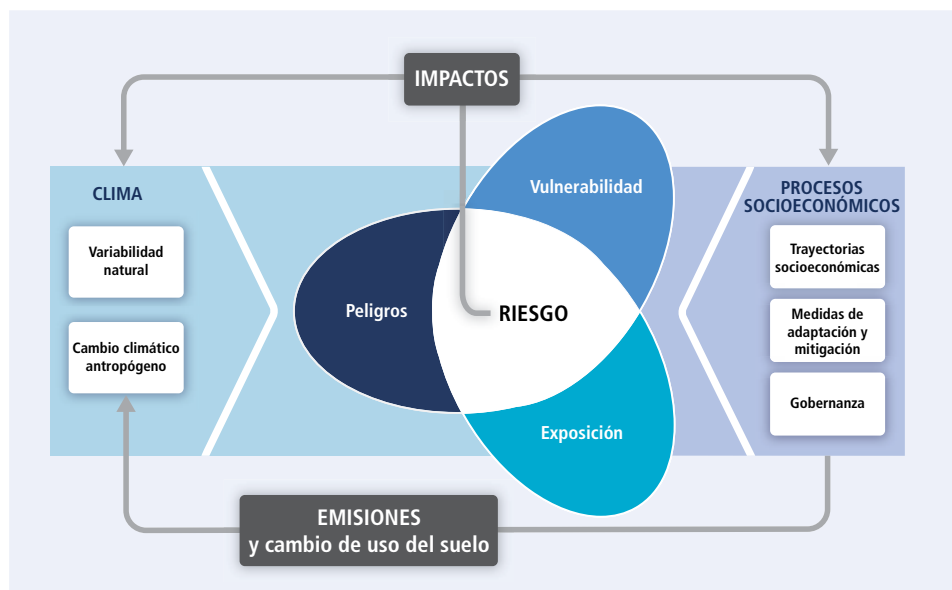 IMPACTOS
CLIMA
Variabilidad
natural
Cambio climático
antropógeno
Vulnerabilidad
Peligros
RIESGO
Exposición
PROCESOS
SOCIOECONÓMICOS
Trayectorias
socioeconómicas
Medidas de
adaptación y
mitigación
Gobernanza
EMISIONES
y cambio de uso del suelo